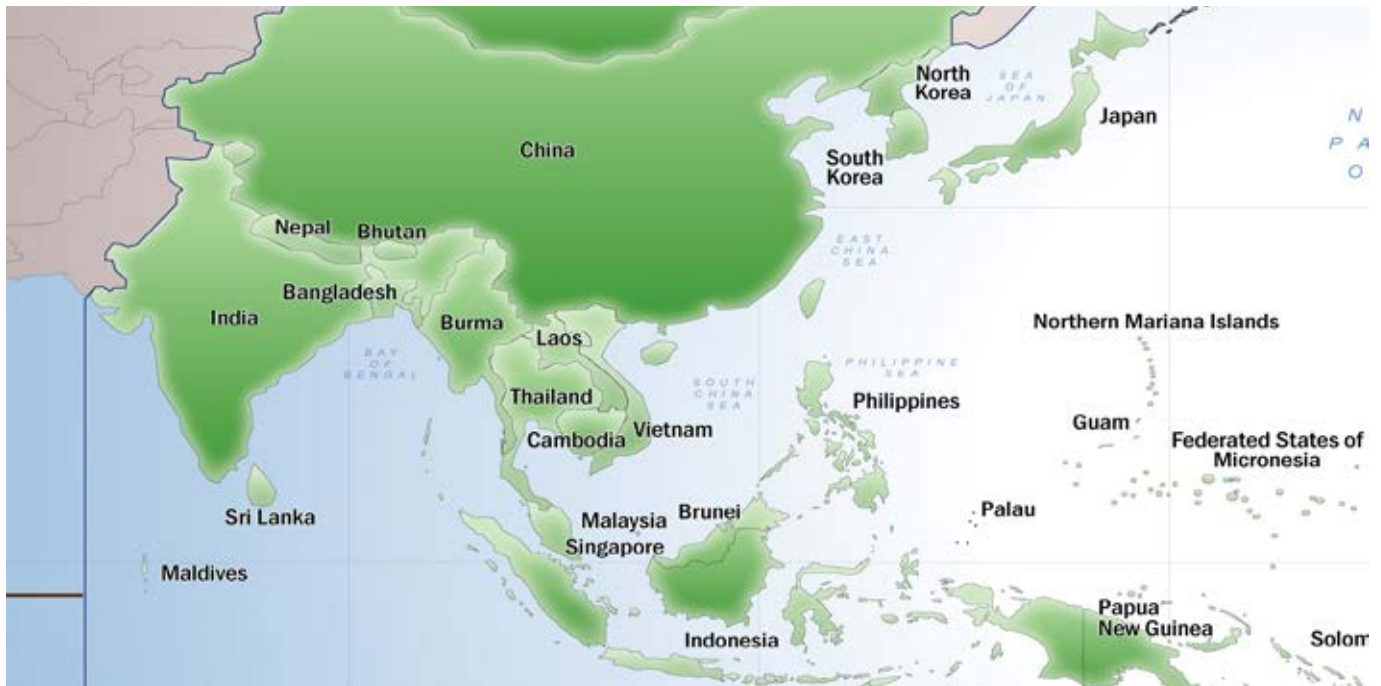 North
Korea
SEA
OF
JAPAN
Japan
N
P A
O
China
South
Korea
Nepal
Bhutan
EAST
CHINA
SEA
Bangladesh
India
Burma
Laos
Northern Mariana Islands
BAY
OF
BENGAL
PHILIPPINE
SEA
SOUTH
CHINA
SEA
Thailand
Philippines
Cambodia
Vietnam
Guam
Federated States of
Micronesia
Sri Lanka
Malaysia
Brunei
Palau
Singapore
Maldives
Indonesia
Papua
New Guinea
Solom